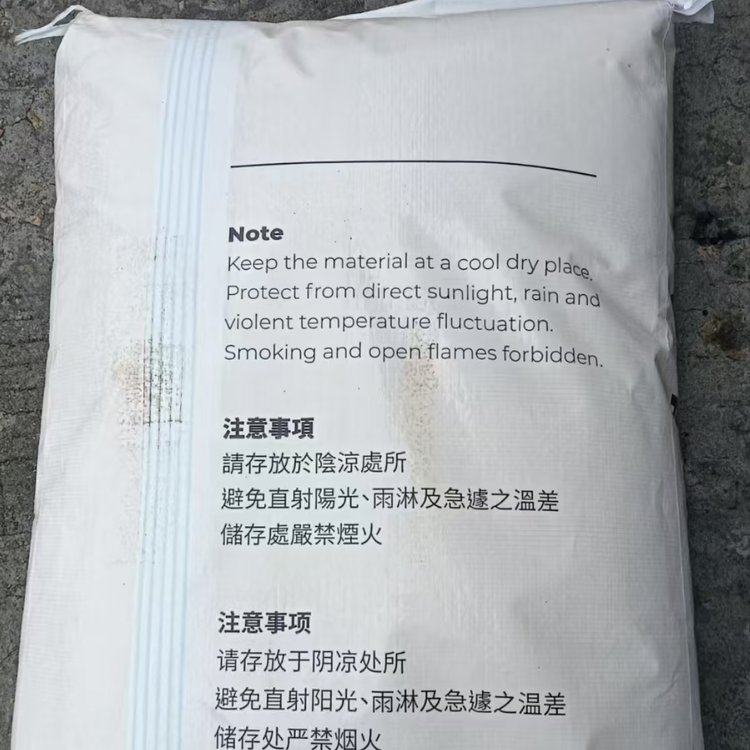 Note
Keep the material at a cool dry place.
Protect from direct sunlight, rain and
violent temperature fluctuation.
Smoking and open flames forbidden.
注意事項
請存放於陰涼處所
避免直射陽光、雨淋及急遽之溫差
儲存處嚴禁煙火
注意事项
请存放于阴凉处所
避免直射阳光、雨淋及急遽之温差
储存处严禁烟火